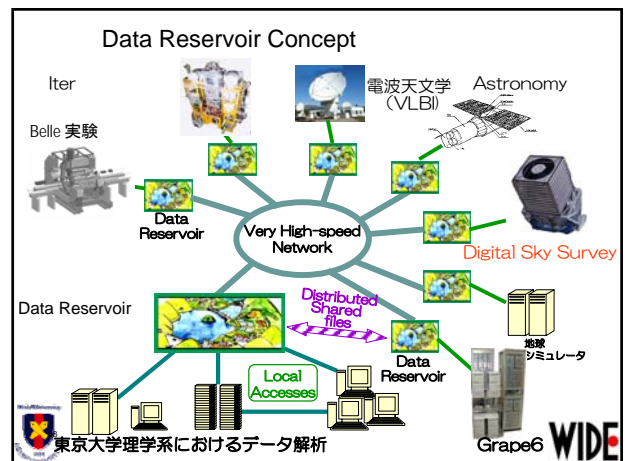 Data Reservoir Concept
Iter
電波天文学
(VLBI)
Astronomy
Belle 実験
Data
Reservoir
Very High-speed
Network
Digital Sky Survey
Data Reservoir
Distributed
Shared
files
Data
Reservoir
地球
シミュレータ
Local
Accesses
東京大学理学系におけるデータ解析
Grape6
WIDE